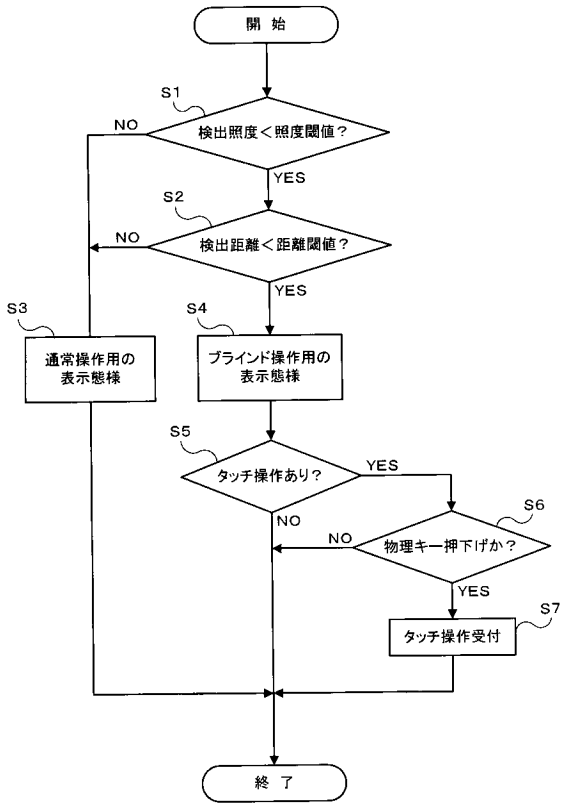 開 始
S1
検出照度＜照度閾値？
NO
YES
S2
検出距離＜距離閾値？
NO
YES
S3
通常操作用の
表示態様
S4
ブラインド操作用の
表示態様
S5
タッチ操作あり？
YES
NO
S6
物理キー押下げか？
NO
YES
S7
タッチ操作受付
終 了